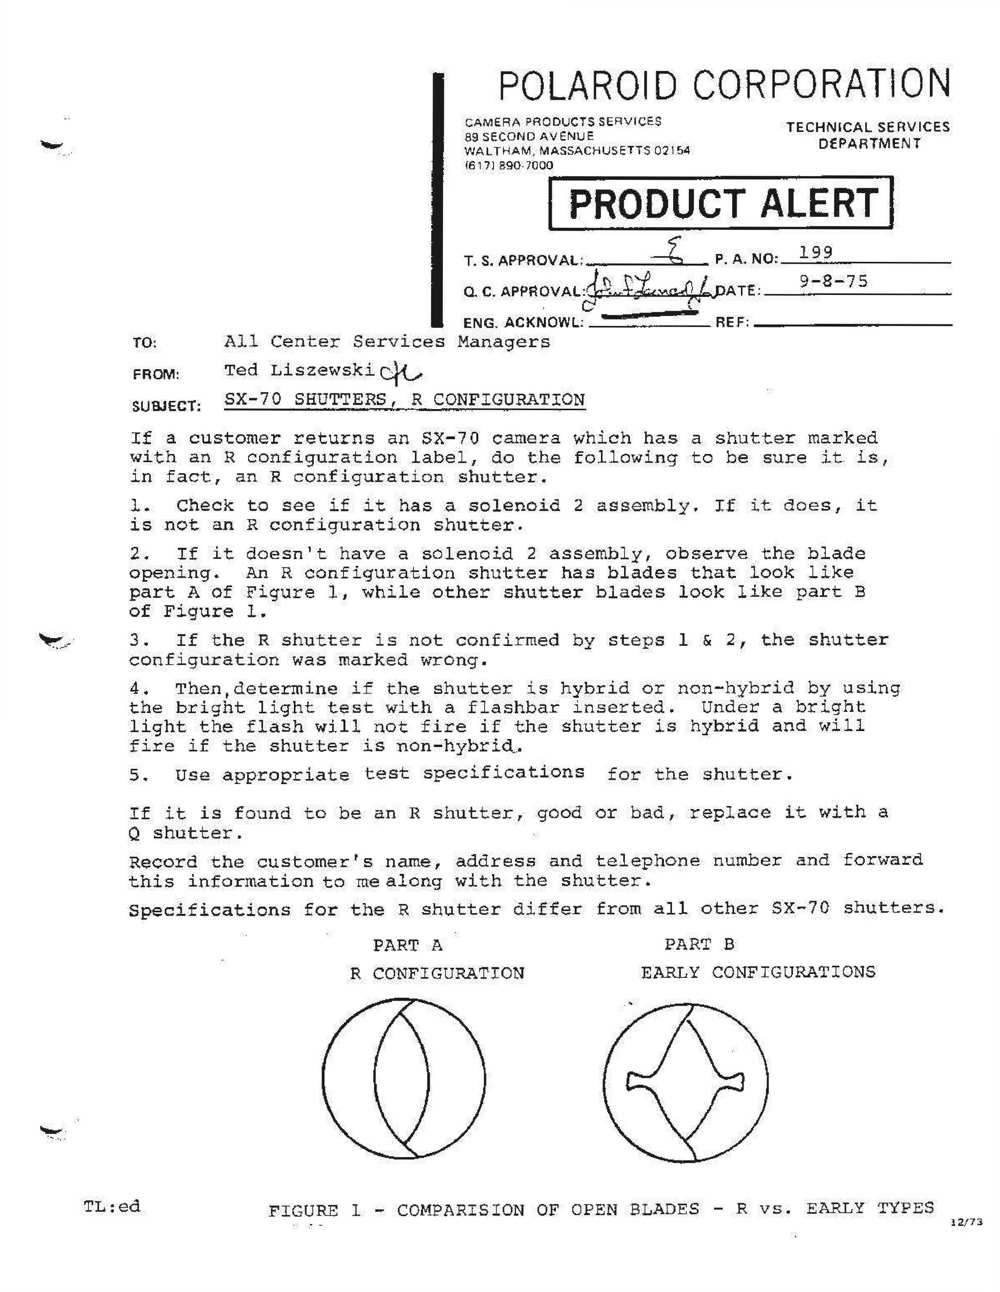 POLAROID CORPORATION
CAMERA PRODUCTS SERVICES
89 SECOND AVENUE
WALTHAM, MASSACHUSETTS 02154
(617) 890-7000
TECHNICAL SERVICES
DEPARTMENT
PRODUCT ALERT
T. S. APPROVAL:
P. A. NO: 199
Q. C. APPROVAL:
DATE: 9-8-75
ENG. ACKNOWL:
REF:
TO: All Center Services Managers
FROM: Ted Liszewski
SUBJECT: SX-70 SHUTTERS, R CONFIGURATION
If a customer returns an SX-70 camera which has a shutter marked
with an R configuration label, do the following to be sure it is,
in fact, an R configuration shutter.
1. Check to see if it has a solenoid 2 assembly. If it does, it
is not an R configuration shutter.
2. If it doesn't have a solenoid 2 assembly, observe the blade
opening. An R configuration shutter has blades that look like
part A of Figure 1, while other shutter blades look like part B
of Figure 1.
3. If the R shutter is not confirmed by steps 1 & 2, the shutter
configuration was marked wrong.
4. Then,determine if the shutter is hybrid or non-hybrid by using
the bright light test with a flashbar inserted. Under a bright
light the flash will not fire if the shutter is hybrid and will
fire if the shutter is non-hybrid.
5. Use appropriate test specifications for the shutter.
If it is found to be an R shutter, good or bad, replace it with a
Q shutter.
Record the customer's name, address and telephone number and forward
this information to me along with the shutter.
Specifications for the R shutter differ from all other SX-70 shutters.
PART A
R CONFIGURATION
PART B
EARLY CONFIGURATIONS
TL:ed
FIGURE 1 - COMPARISION OF OPEN BLADES - R vs. EARLY TYPES
12/73